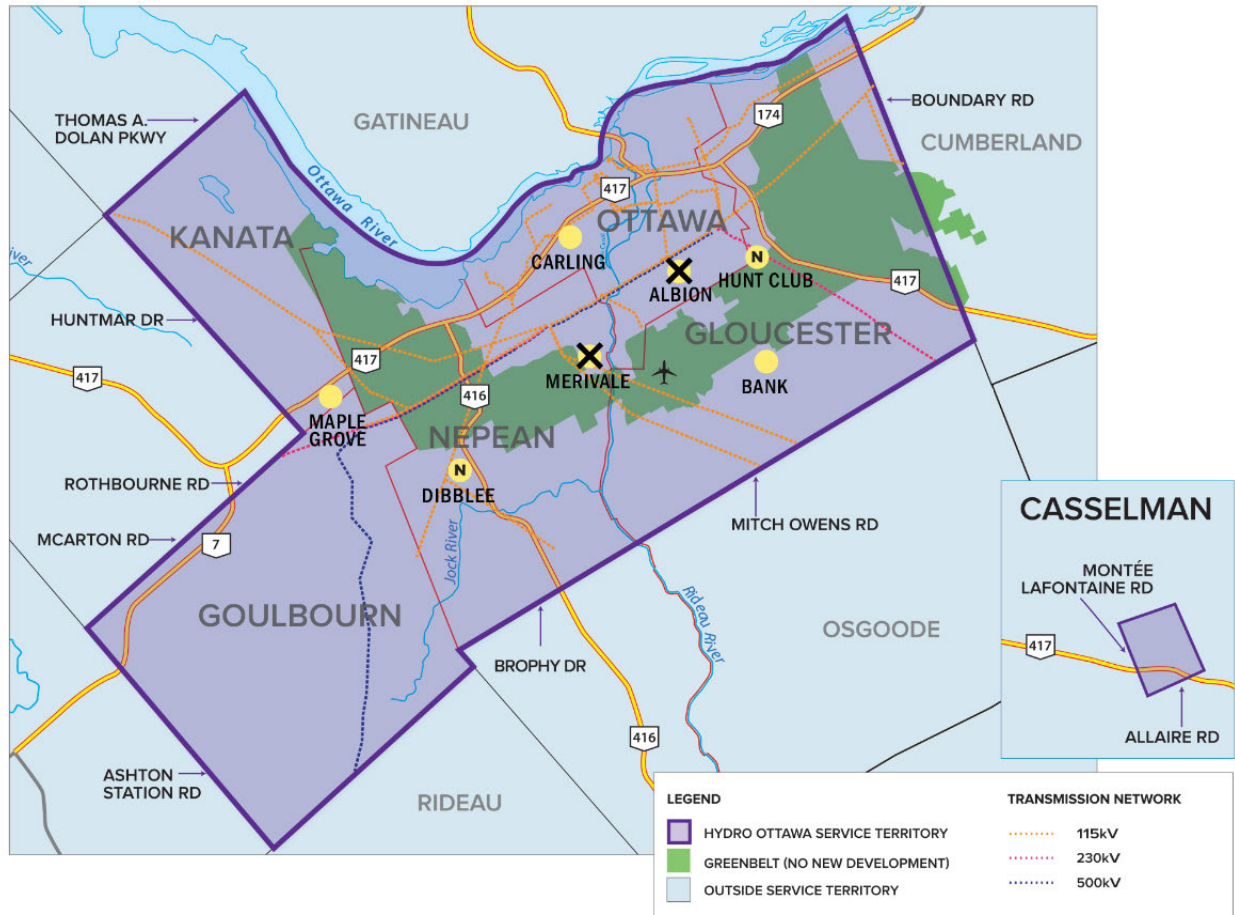 THOMAS A.
DOLAN PKWY
GATINEAU
174
BOUNDARY RD
CUMBERLAND
Ottawa River
417
KANATA
OTTAWA
CARLING
N
HUNT CLUB
ALBION
River
HUNTMAR DR
417
GLOUCESTER
417
417
416
MERIVALE
BANK
MAPLE
GROVE
NEPEAN
N
DIBBLEE
ROTHBOURNE RD
MCARTON RD
7
MITCH OWENS RD
Jock River
Rideau River
GOULBOURN
OSGOODE
BROPHY DR
416
ASHTON
STATION RD
RIDEAU
CASSELMAN
MONTÉE
LAFONTAINE RD
417
ALLAIRE RD
LEGEND
HYDRO OTTAWA SERVICE TERRITORY
GREENBELT (NO NEW DEVELOPMENT)
OUTSIDE SERVICE TERRITORY
TRANSMISSION NETWORK
115kV
230kV
500kV